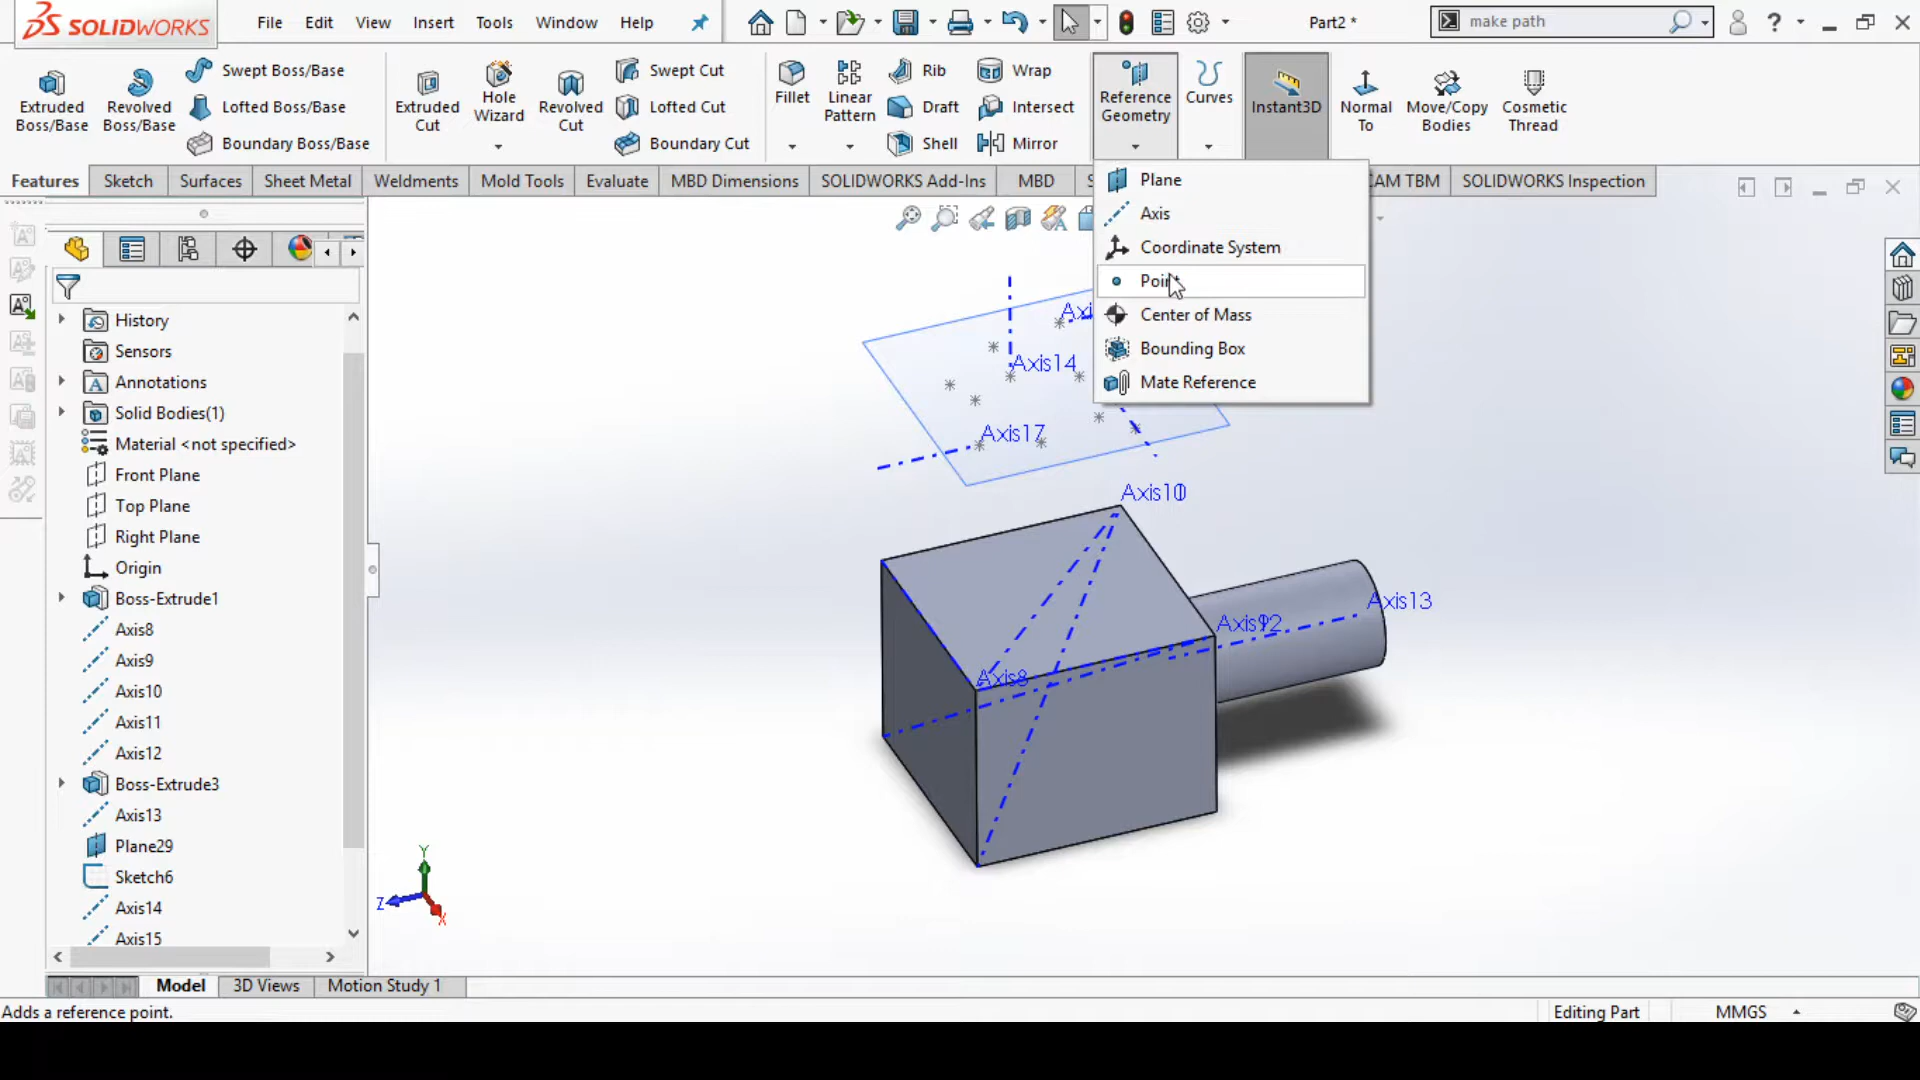 SOLIDWORKS File Edit View Insert Tools Window Help Part2 * make path ?
Extruded Boss/Base
Revolved Boss/Base
Swept Boss/Base
Lofted Boss/Base
Boundary Boss/Base
Extruded Cut
Hole Wizard
Revolved Cut
Swept Cut
Lofted Cut
Boundary Cut
Fillet
Linear Pattern
Rib
Draft
Shell
Wrap
Intersect
Mirror
Reference Geometry
Curves
Instant3D
Normal To
Move/Copy Bodies
Cosmetic Thread
Features Sketch Surfaces Sheet Metal Weldments Mold Tools Evaluate MBD Dimensions SOLIDWORKS Add-Ins MBD S CAM TBM SOLIDWORKS Inspection
Plane
Axis
Coordinate System
Point
Center of Mass
Bounding Box
Mate Reference
History
Sensors
Annotations
Solid Bodies(1)
Material <not specified>
Front Plane
Top Plane
Right Plane
Origin
Boss-Extrude1
Axis8
Axis9
Axis10
Axis11
Axis12
Boss-Extrude3
Axis13
Plane29
Sketch6
Axis14
Axis15
Axi
Axis14
Axis17
Axis13
Axis8
Y
Z
X
Model 3D Views Motion Study 1
Adds a reference point. Editing Part MMGS